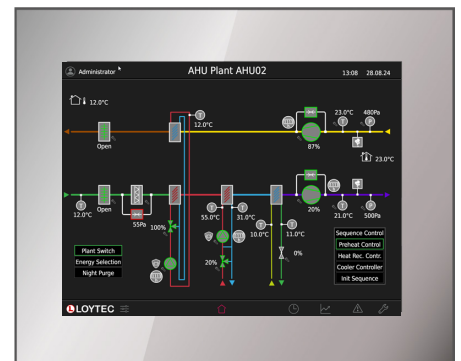 Administrator
AHU Plant AHU02
13:08 28.08.24
12.0°C
T
12.0°C
23.0°C
480Pa
T
P
Open
87%
23.0°C
T
12.0°C
Open
55Pa
100%
T
55.0°C
T
31.0°C
20%
T
21.0°C
P
500Pa
T
10.0°C
T
11.0°C
20%
0%
Plant Switch
Energy Selection
Night Purge
Sequence Control
Preheat Control
Heat Rec. Contr.
Cooler Controller
Init Sequence
LOYTEC